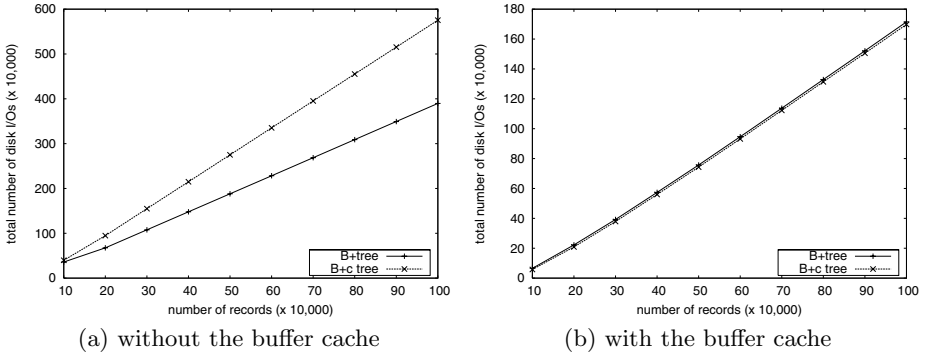 600
500
400
300
200
100
0
total number of disk I/Os (x 10,000)
B+tree
B+c tree
10 20 30 40 50 60 70 80 90 100
number of records (x 10,000)
(a) without the buffer cache
180
160
140
120
100
80
60
40
20
0
total number of disk I/Os (x 10,000)
B+tree
B+c tree
10 20 30 40 50 60 70 80 90 100
number of records (x 10,000)
(b) with the buffer cache